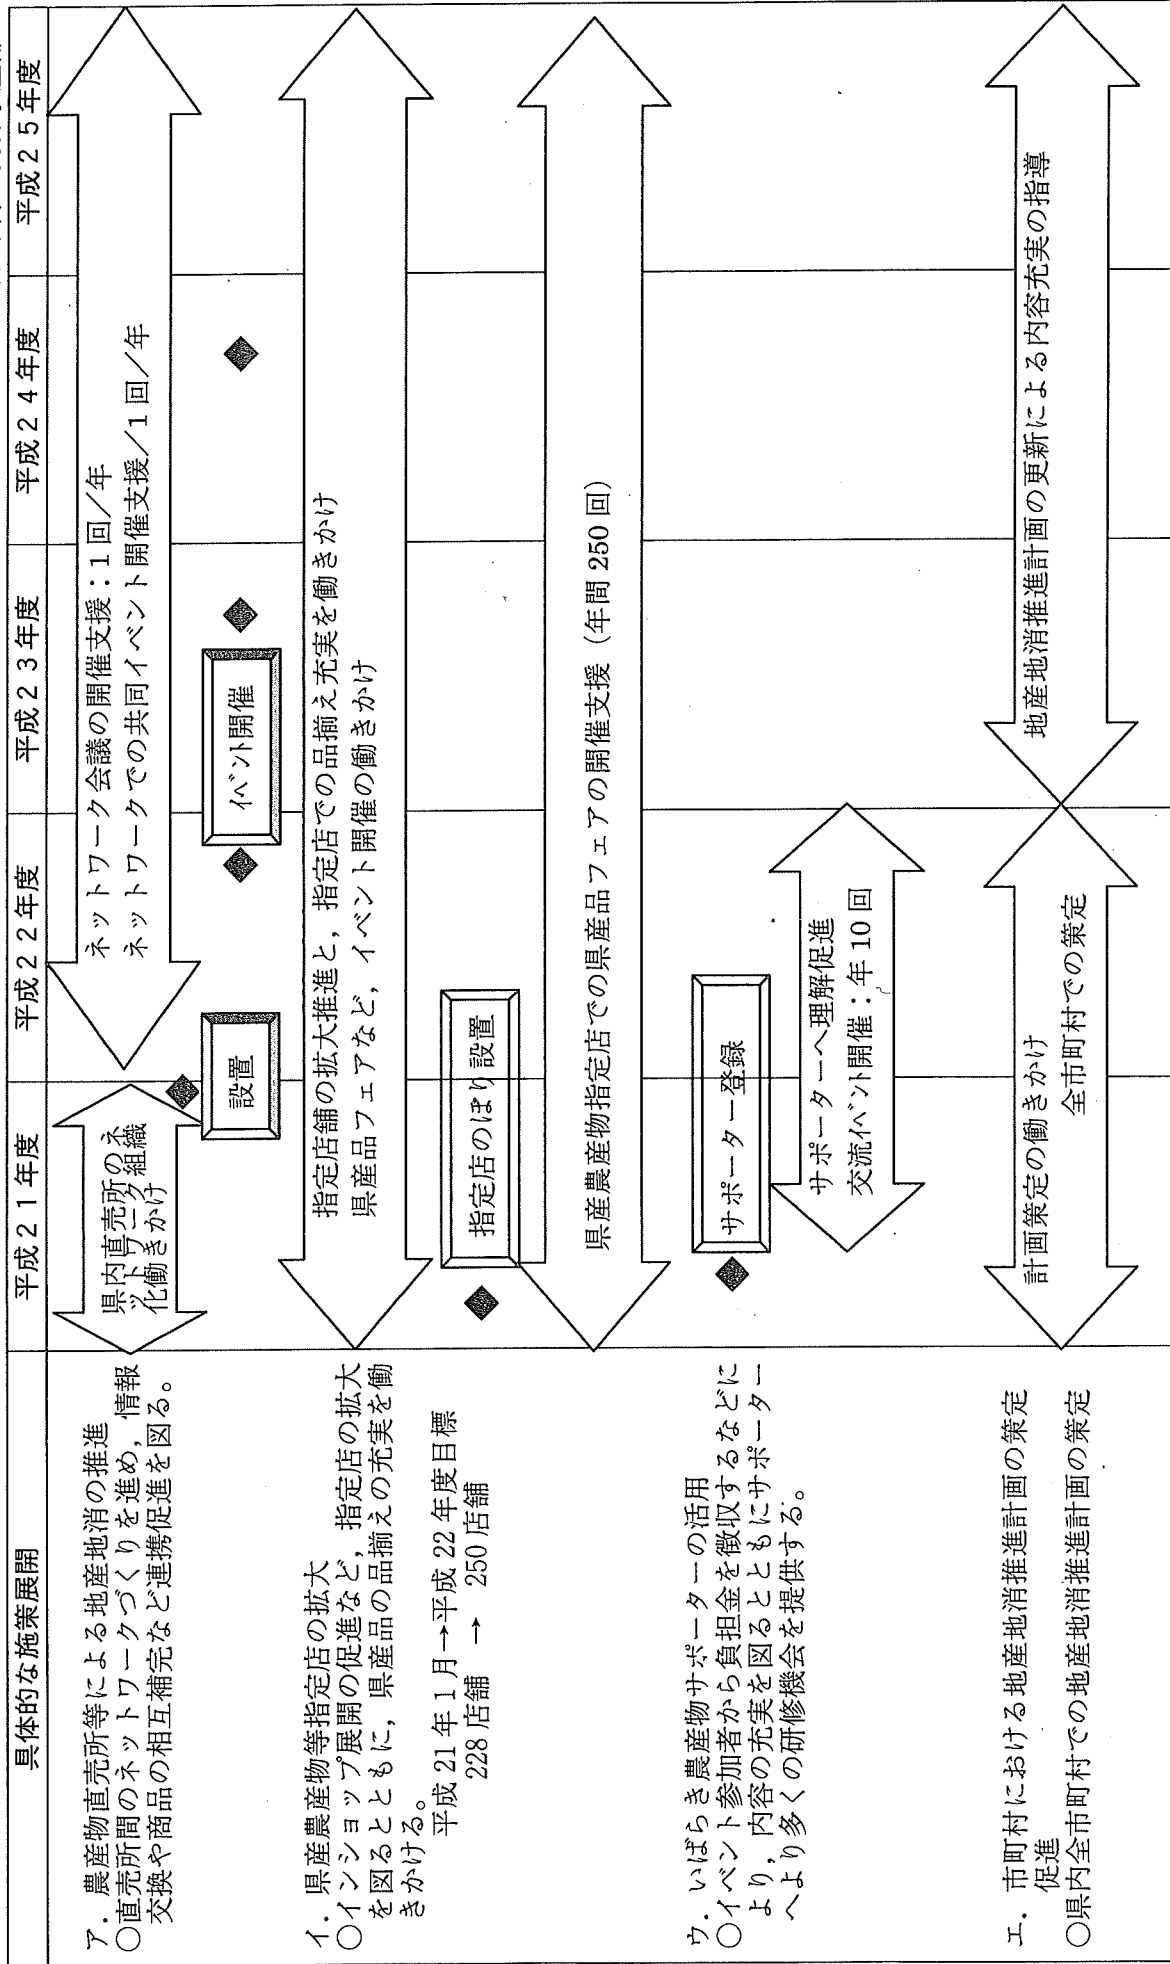 具体的な施策展開
平成21年度
平成22年度
平成23年度
平成24年度
平成25年度
ア．農産物直売所等による地産地消の推進
○直売所間のネットワークづくりを進め，情報
交換や商品の相互補完など連携促進を図る。
県内直売所のネ
ットワーク組織
化働きかけ
ネットワーク会議の開催支援：1回／年
ネットワークでの共同イベント開催支援／1回／年
設置
イベント開催
イ．県産農産物等指定店の拡大
○インショップ展開の促進など，指定店の拡大
を図るとともに，県産品の品揃えの充実を働
きかける。
平成21年1月→平成22年度目標
228店舗 → 250店舗
指定店舗の拡大推進と，指定店での品揃え充実を働きかけ
県産品フェアなど，イベント開催の働きかけ
指定店のぼり設置
県産農産物指定店での県産品フェアの開催支援（年間250回）
ウ．いばらき農産物サポーターの活用
○イベント参加者から負担金を徴収するなどに
より，内容の充実を図るとともにサポーター
へより多くの研修機会を提供する。
サポーター登録
サポーターへ理解促進
交流イベント開催：年10回
エ．市町村における地産地消推進計画の策定
促進
○県内全市町村での地産地消推進計画の策定
計画策定の働きかけ
全市町村での策定
地産地消推進計画の更新による内容充実の指導